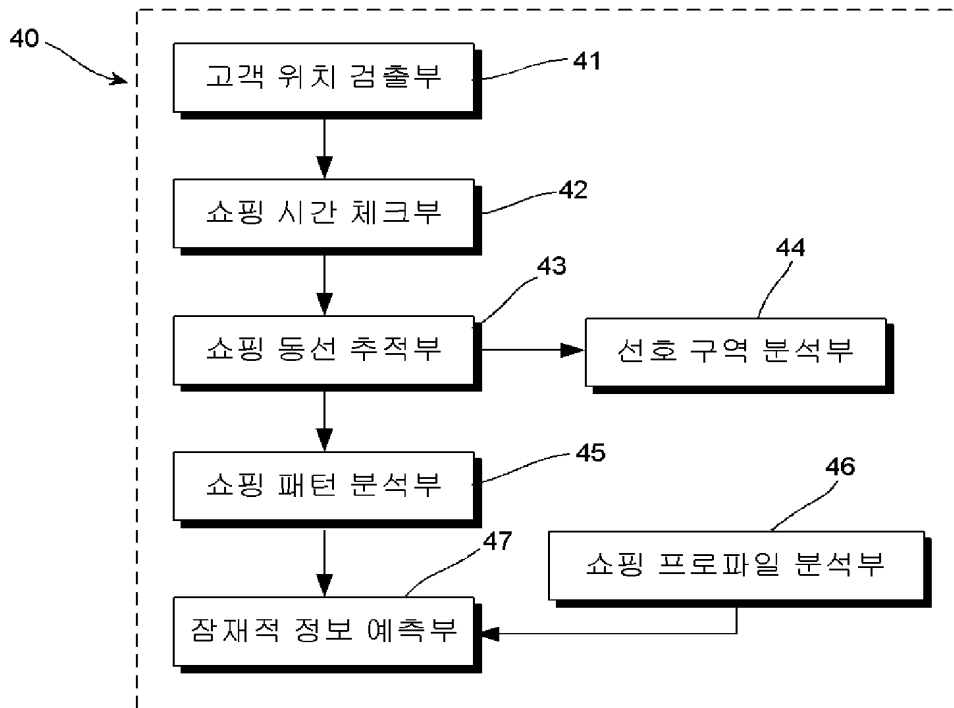 40
고객 위치 검출부
41
쇼핑 시간 체크부
42
쇼핑 동선 추적부
43
선호 구역 분석부
44
쇼핑 패턴 분석부
45
쇼핑 프로파일 분석부
46
잠재적 정보 예측부
47